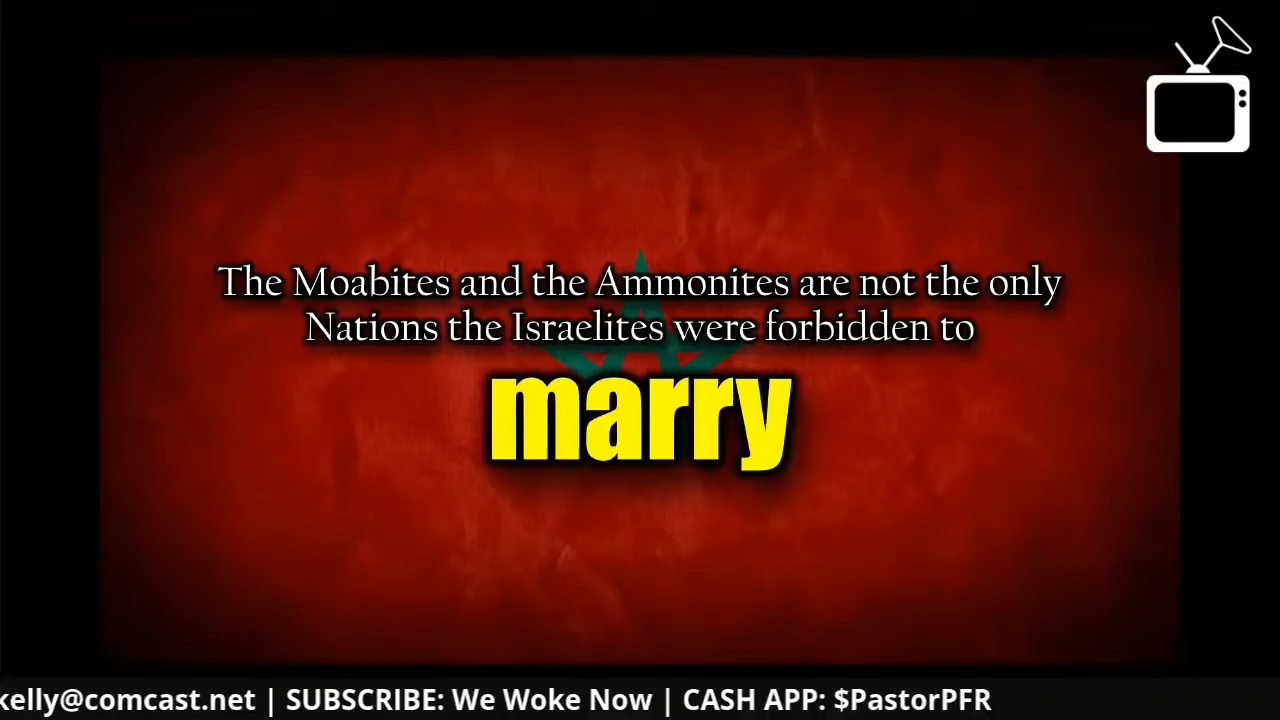 The Moabites and the Ammonites are not the only
Nations the Israelites were forbidden to
marry
kelly@comcast.net | SUBSCRIBE: We Woke Now | CASH APP: $PastorPFR